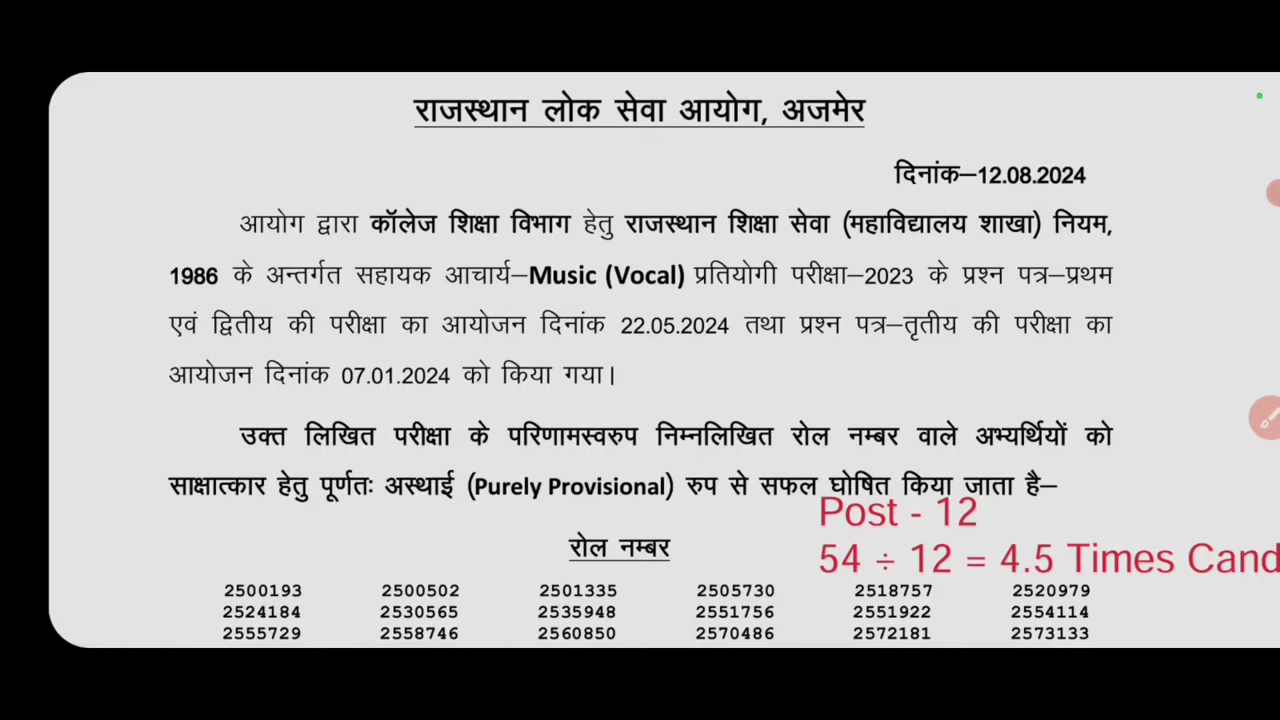 राजस्थान लोक सेवा आयोग, अजमेर
दिनांक–12.08.2024
आयोग द्वारा कॉलेज शिक्षा विभाग हेतु राजस्थान शिक्षा सेवा (महाविद्यालय शाखा) नियम,
1986 के अन्तर्गत सहायक आचार्य–Music (Vocal) प्रतियोगी परीक्षा–2023 के प्रश्न पत्र–प्रथम
एवं द्वितीय की परीक्षा का आयोजन दिनांक 22.05.2024 तथा प्रश्न पत्र–तृतीय की परीक्षा का
आयोजन दिनांक 07.01.2024 को किया गया।
उक्त लिखित परीक्षा के परिणामस्वरुप निम्नलिखित रोल नम्बर वाले अभ्यर्थियों को
साक्षात्कार हेतु पूर्णतः अस्थाई (Purely Provisional) रुप से सफल घोषित किया जाता है–
Post - 12
54 ÷ 12 = 4.5 Times Cand
रोल नम्बर
2500193 2500502 2501335 2505730 2518757 2520979
2524184 2530565 2535948 2551756 2551922 2554114
2555729 2558746 2560850 2570486 2572181 2573133